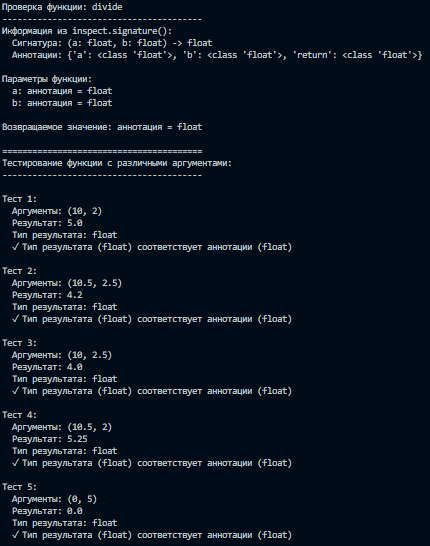 Проверка функции: divide
----------------------------------------
Информация из inspect.signature():
Сигнатура: (a: float, b: float) -> float
Аннотации: {'a': <class 'float'>, 'b': <class 'float'>, 'return': <class 'float'>}
Параметры функции:
a: аннотация = float
b: аннотация = float
Возвращаемое значение: аннотация = float
========================================
Тестирование функции с различными аргументами:
----------------------------------------
Тест 1:
Аргументы: (10, 2)
Результат: 5.0
Тип результата: float
✓ Тип результата (float) соответствует аннотации (float)
Тест 2:
Аргументы: (10.5, 2.5)
Результат: 4.2
Тип результата: float
✓ Тип результата (float) соответствует аннотации (float)
Тест 3:
Аргументы: (10, 2.5)
Результат: 4.0
Тип результата: float
✓ Тип результата (float) соответствует аннотации (float)
Тест 4:
Аргументы: (10.5, 2)
Результат: 5.25
Тип результата: float
✓ Тип результата (float) соответствует аннотации (float)
Тест 5:
Аргументы: (0, 5)
Результат: 0.0
Тип результата: float
✓ Тип результата (float) соответствует аннотации (float)